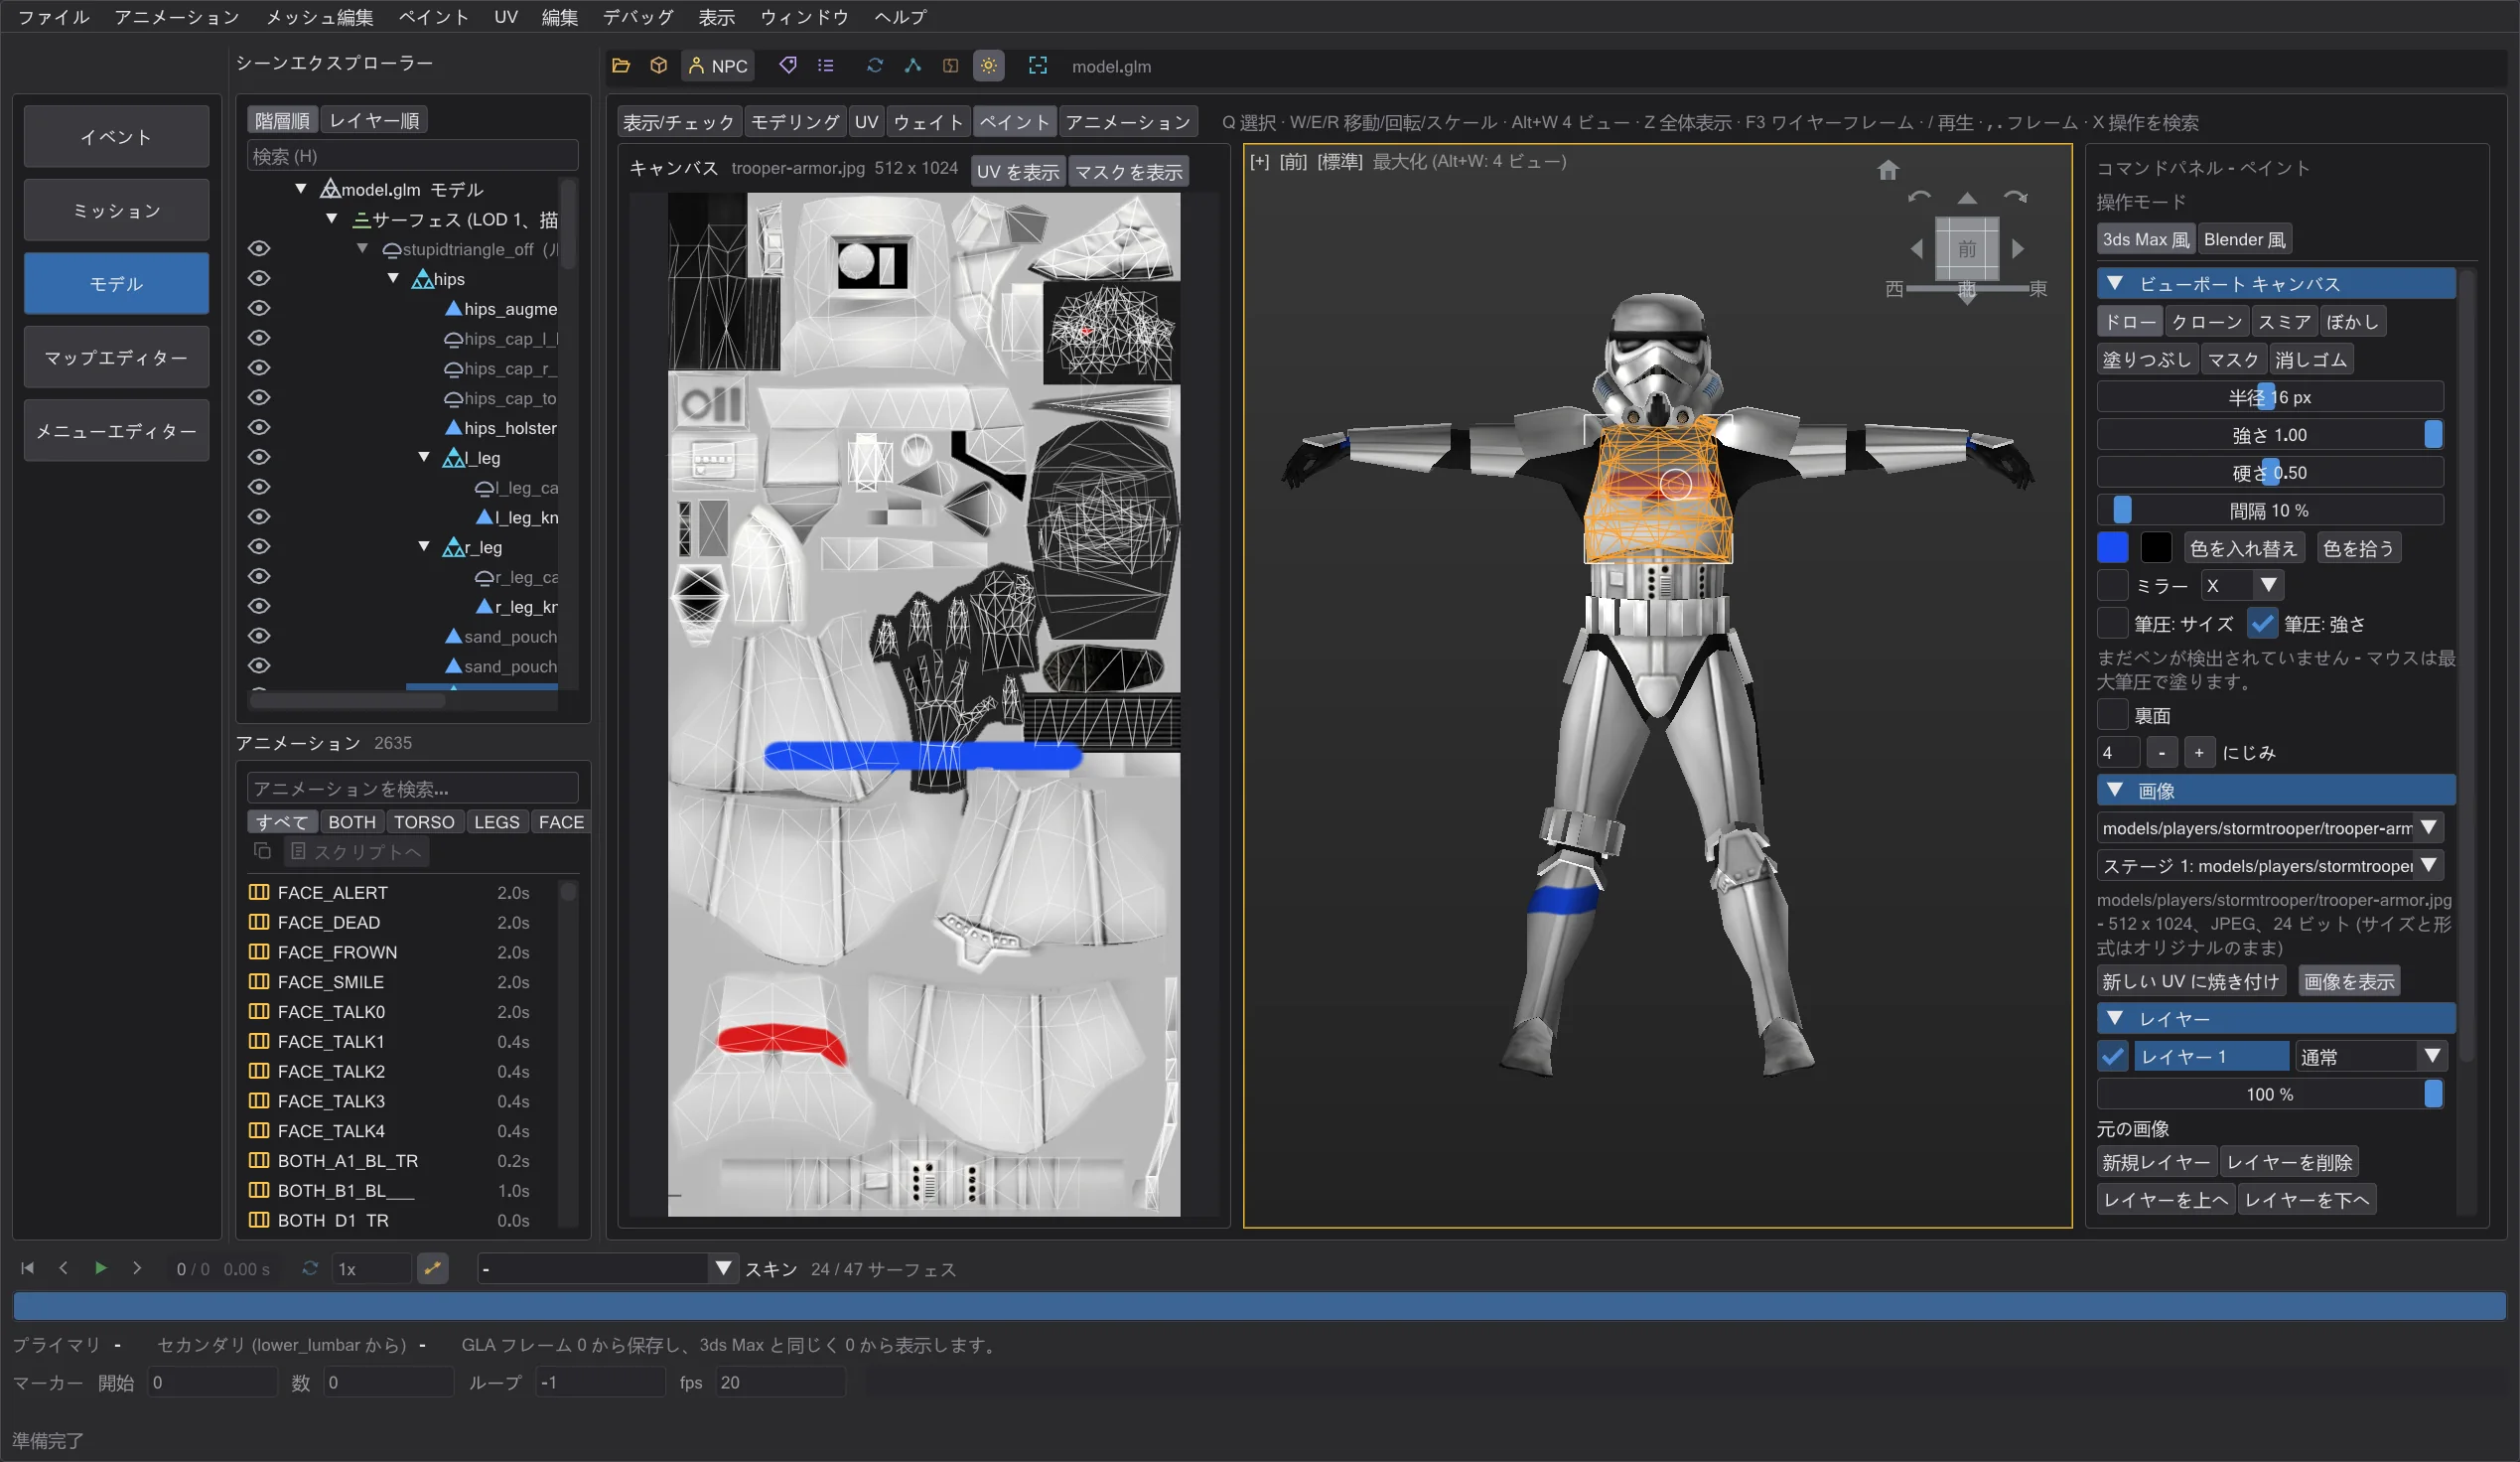 ファイル アニメーション メッシュ編集 ペイント UV 編集 デバッグ 表示 ウィンドウ ヘルプ
イベント
ミッション
モデル
マップエディター
メニューエディター
シーンエクスプローラー
階層順 レイヤー順
検索 (H)
model.glm モデル
サーフェス (LOD 1、描
stupidtriangle_off
hips
hips_augme
hips_cap_l_
hips_cap_r_
hips_cap_to
hips_holster
l_leg
l_leg_ca
l_leg_kn
r_leg
r_leg_ca
r_leg_kr
sand_pouch
sand_pouch
アニメーション 2635
アニメーションを検索...
すべて BOTH TORSO LEGS FACE
スクリプトへ
FACE_ALERT 2.0s
FACE_DEAD 2.0s
FACE_FROWN 2.0s
FACE_SMILE 2.0s
FACE_TALK0 2.0s
FACE_TALK1 0.4s
FACE_TALK2 0.4s
FACE_TALK3 0.4s
FACE_TALK4 0.4s
BOTH_A1_BL_TR 0.2s
BOTH_B1_BL___ 1.0s
BOTH_D1_TR 0.0s
NPC model.glm
表示/チェック モデリング UV ウェイト ペイント アニメーション Q 選択 · W/E/R 移動/回転/スケール · Alt+W 4 ビュー · Z 全体表示 · F3 ワイヤーフレーム · / 再生 · , . フレーム · X 操作を検索
キャンバス trooper-armor.jpg 512 x 1024 UV を表示 マスクを表示
[+] [前] [標準] 最大化 (Alt+W: 4 ビュー)
前
西 北 東
コマンドパネル - ペイント
操作モード
3ds Max 風 Blender 風
ビューポート キャンバス
ドロー クローン スミア ぼかし
塗りつぶし マスク 消しゴム
半径 16 px
強さ 1.00
硬さ 0.50
間隔 10 %
色を入れ替え 色を拾う
ミラー X
筆圧: サイズ 筆圧: 強さ
まだペンが検出されていません - マウスは最
大筆圧で塗ります。
裏面
4 - + にじみ
画像
models/players/stormtrooper/trooper-arm
ステージ 1: models/players/stormtrooper
models/players/stormtrooper/trooper-armor.jpg
- 512 x 1024、JPEG、24 ビット (サイズと形
式はオリジナルのまま)
新しい UV に焼き付け 画像を表示
レイヤー
レイヤー 1 通常
100 %
元の画像
新規レイヤー レイヤーを削除
レイヤーを上へ レイヤーを下へ
0 / 0 0.00 s 1x - スキン 24 / 47 サーフェス
プライマリ - セカンダリ (lower_lumbar から) - GLA フレーム 0 から保存し、3ds Max と同じく 0 から表示します。
マーカー 開始 0 数 0 ループ -1 fps 20
準備完了